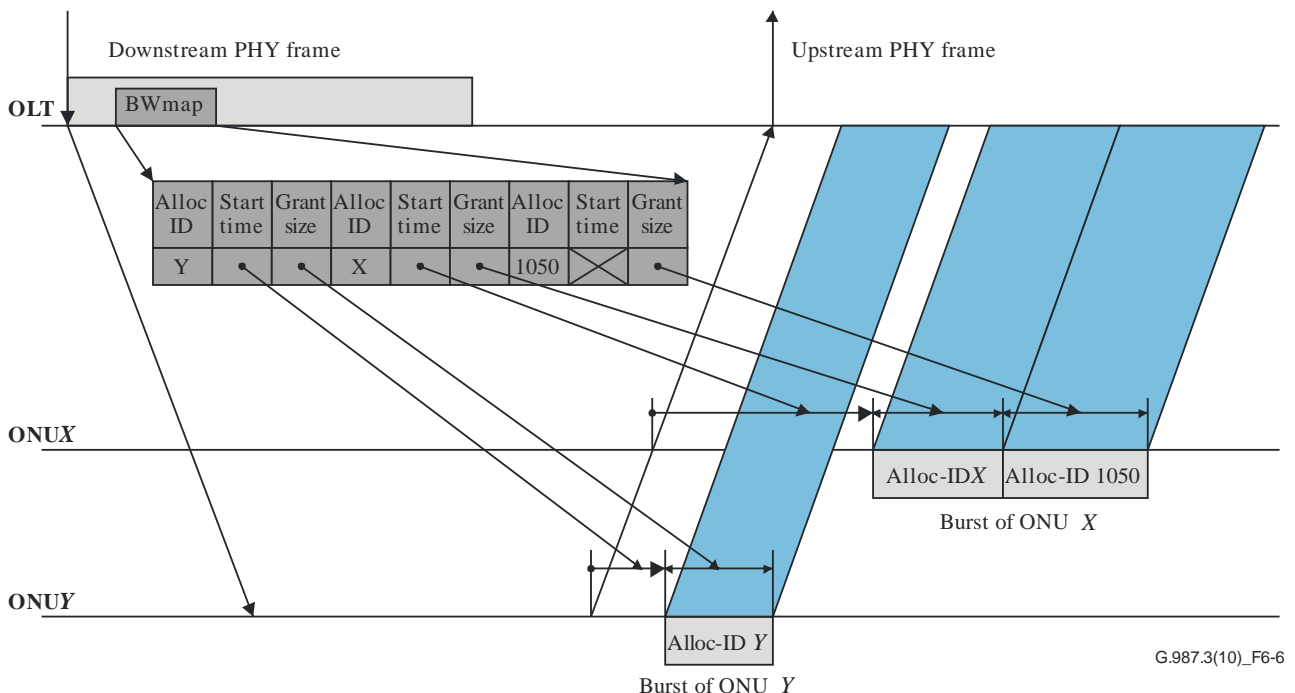 Downstream PHY frame
Upstream PHY frame
OLT
BWmap
Alloc ID Start time Grant size Alloc ID Start time Grant size Alloc ID Start time Grant size
Y X 1050
ONUX
Alloc-IDX Alloc-ID 1050
Burst of ONU X
ONUY
Alloc-ID Y
Burst of ONU Y
G.987.3(10)_F6-6